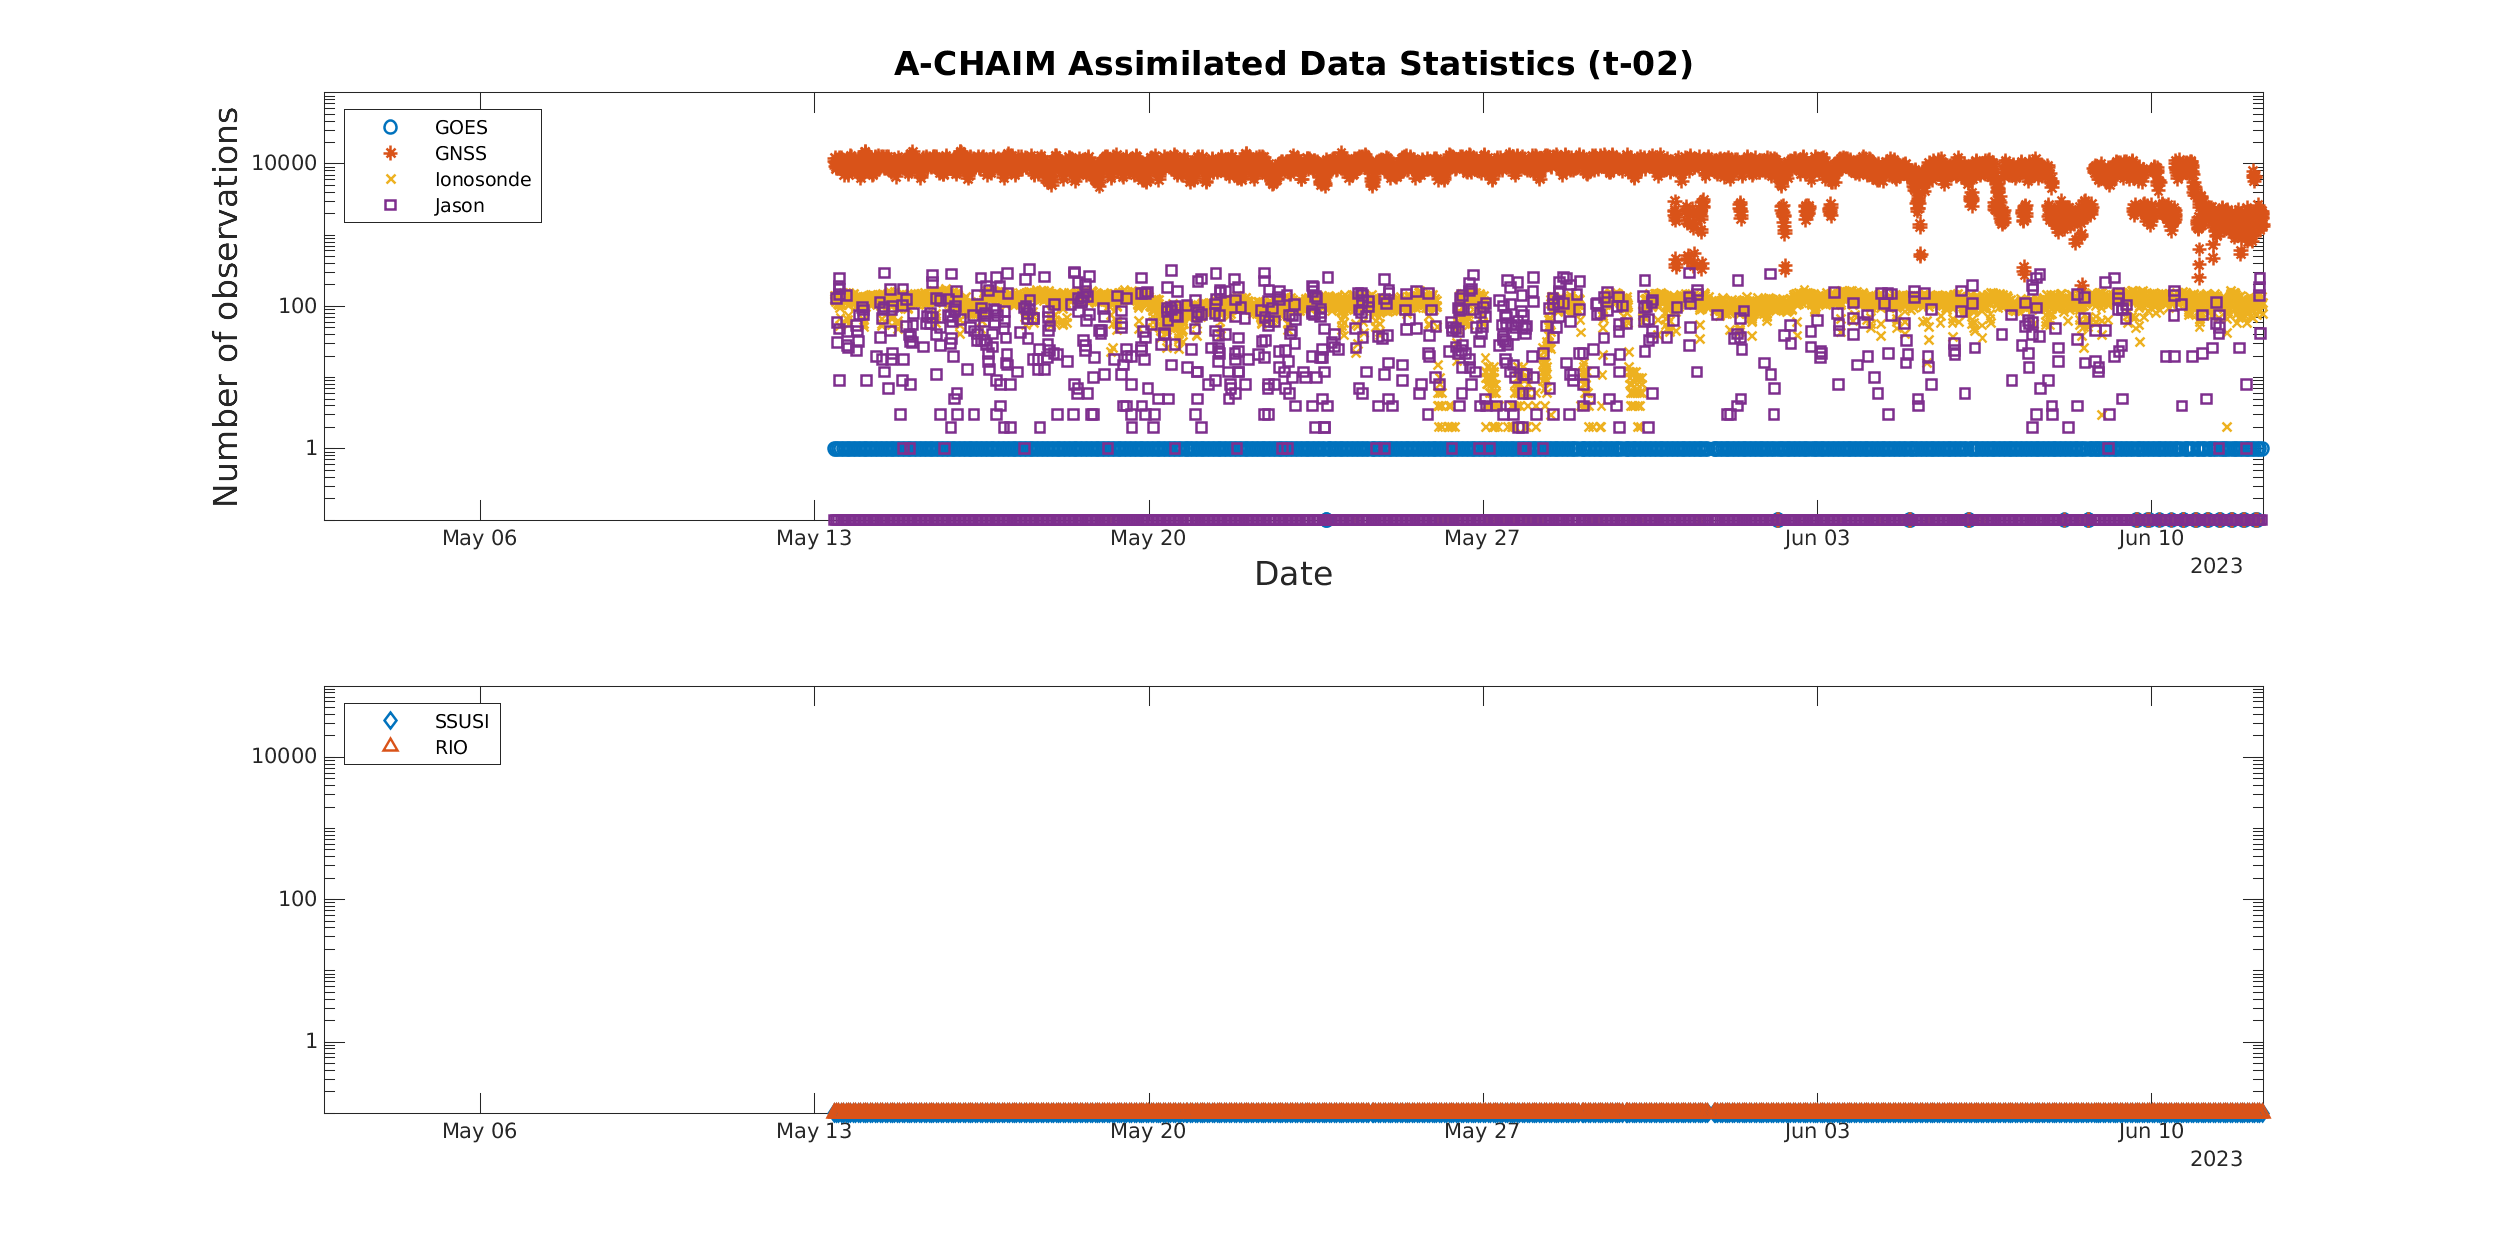 A-CHAIM Assimilated Data Statistics (t-02)
Number of observations
10000
100
1
GOES
GNSS
Ionosonde
Jason
May 06
May 13
May 20
May 27
Jun 03
Jun 10
2023
Date
10000
100
1
SSUSI
RIO
May 06
May 13
May 20
May 27
Jun 03
Jun 10
2023